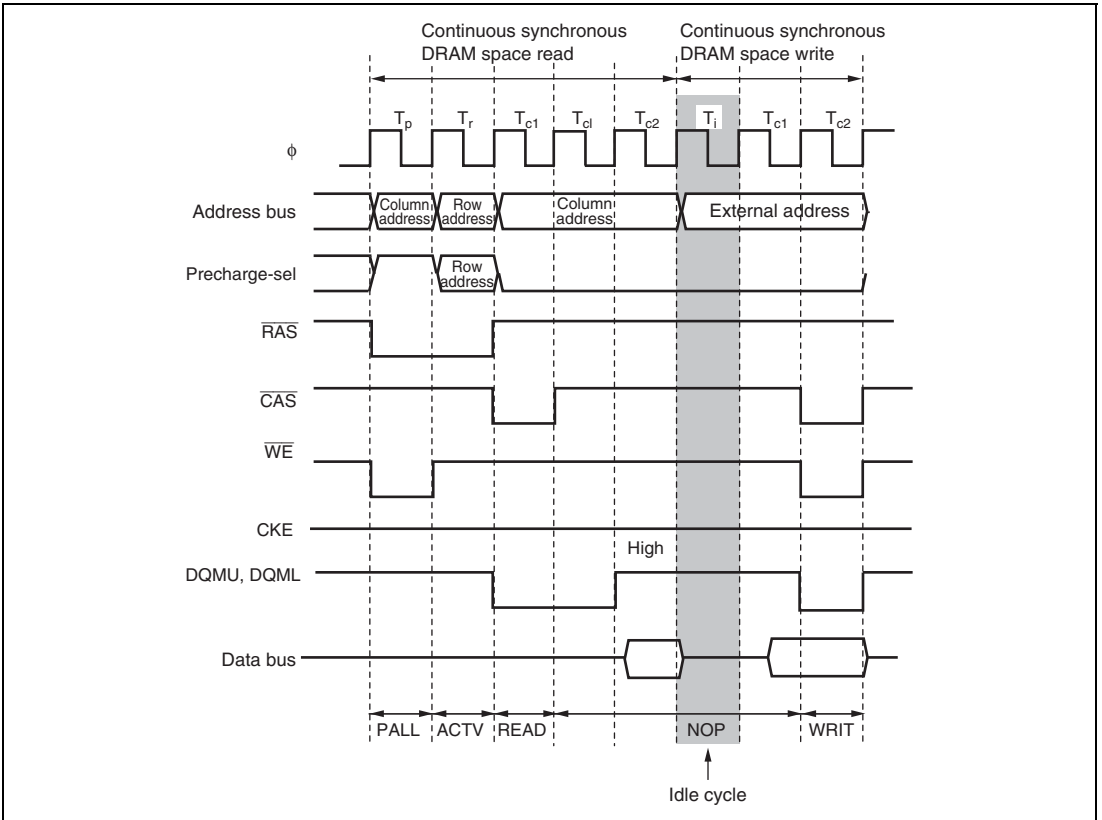 Continuous synchronous
DRAM space read
Continuous synchronous
DRAM space write
Tp Tr Tc1 Tcl Tc2 Ti Tc1 Tc2
ϕ
Address bus
Column
address
Row
address
Column
address
External address
Precharge-sel
Row
address
RAS
CAS
WE
CKE
High
DQMU, DQML
Data bus
PALL ACTV READ NOP WRIT
Idle cycle